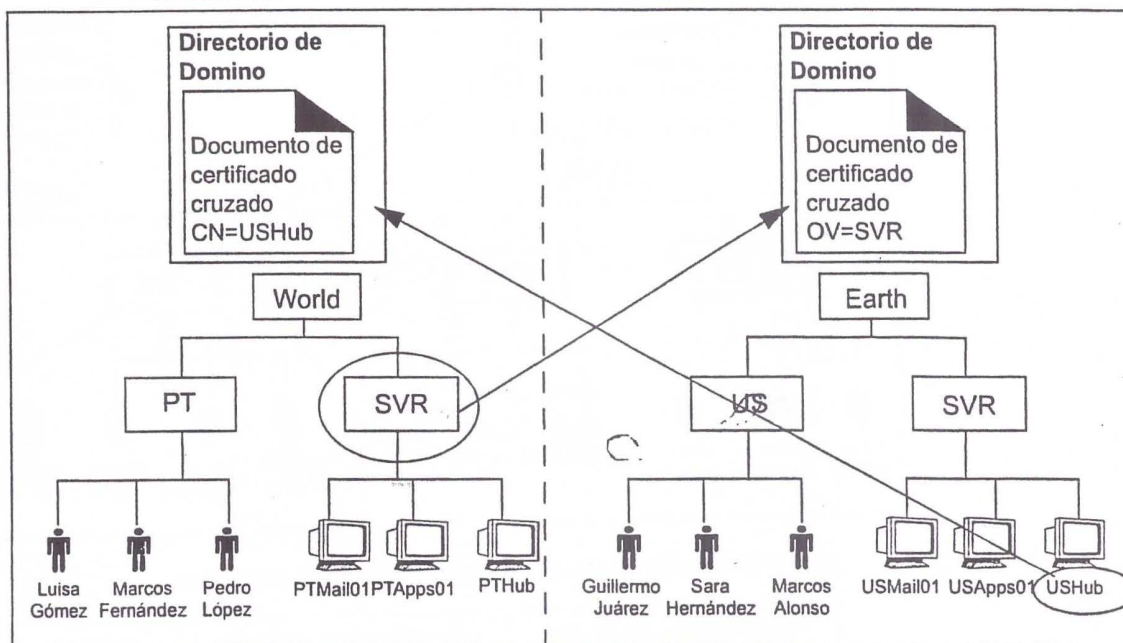 Directorio de
Domino
Documento de
certificado
cruzado
CN=USHub
Directorio de
Domino
Documento de
certificado
cruzado
OV=SVR
World
Earth
PT
SVR
US
SVR
Luisa
Gómez
Marcos
Fernández
Pedro
López
PTMail01
PTApps01
PTHub
Guillermo
Juárez
Sara
Hernández
Marcos
Alonso
USMail01
USApps01
USHub